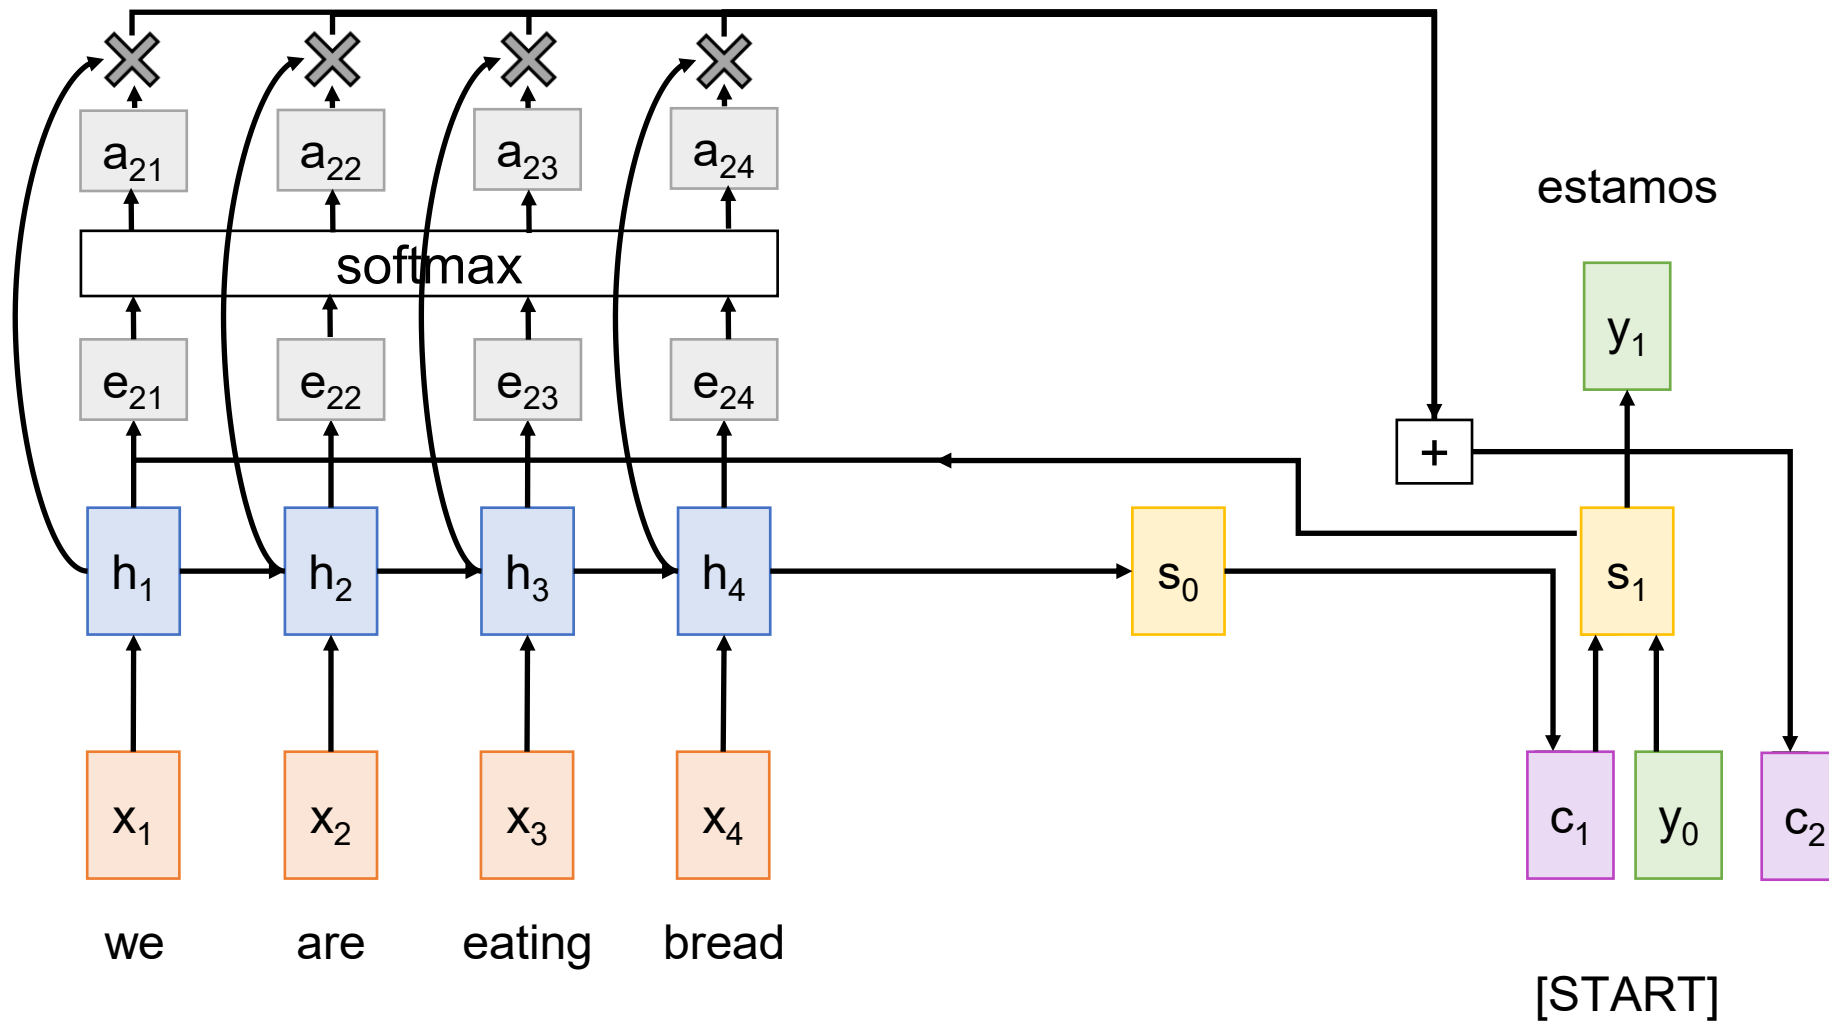 a21 a22 a23 a24
estamos
softmax
y1
e21 e22 e23 e24
+
h1 h2 h3 h4 s0 s1
x1 x2 x3 x4 c1 y0 c2
we are eating bread
[START]